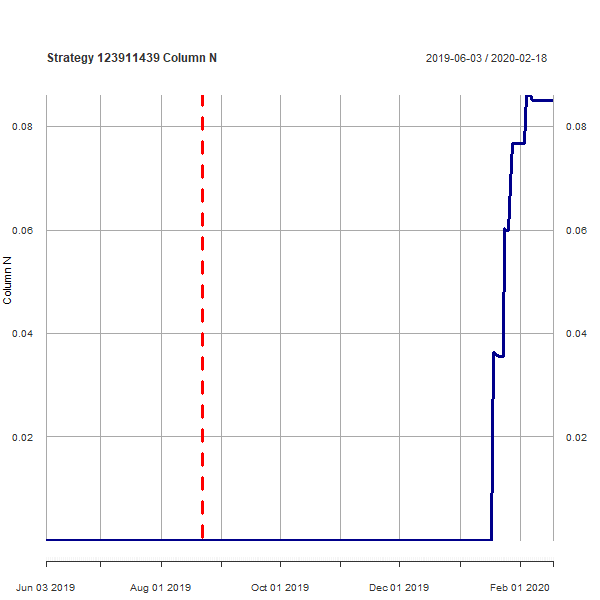 Strategy 123911439 Column N
2019-06-03 / 2020-02-18
0.08
0.08
0.06
0.06
Column N
0.04
0.04
0.02
0.02
Jun 03 2019
Aug 01 2019
Oct 01 2019
Dec 01 2019
Feb 01 2020